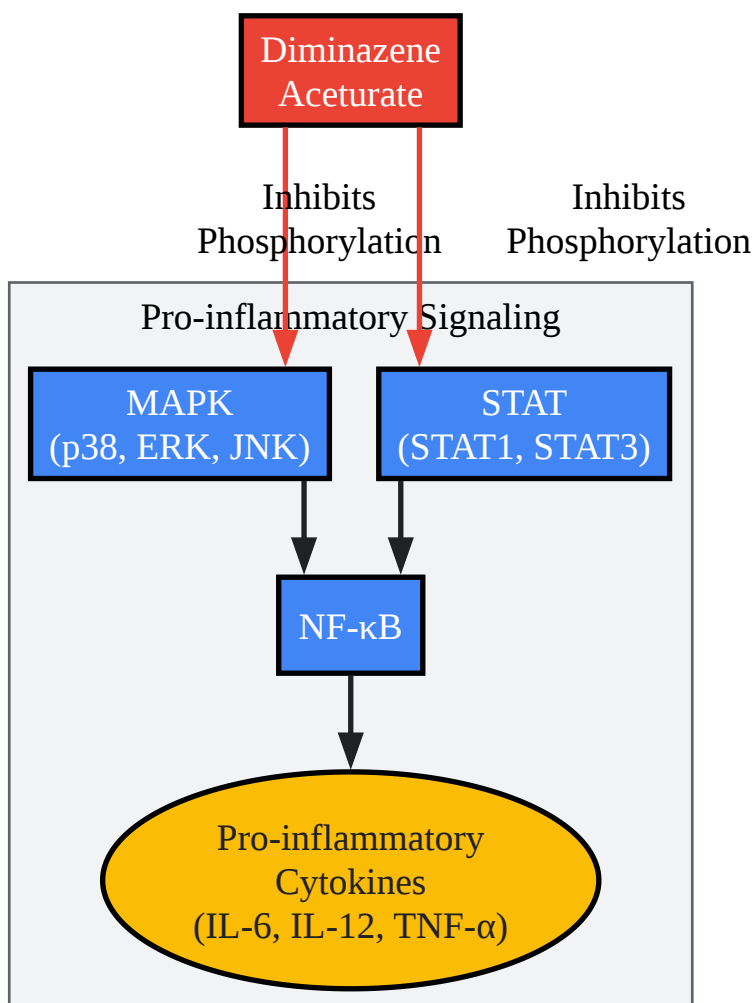 Diminazene
Aceturate
Inhibits
Phosphorylation
Inhibits
Phosphorylation
Pro-inflammatory Signaling
MAPK
(p38, ERK, JNK)
STAT
(STAT1, STAT3)
NF-κB
Pro-inflammatory
Cytokines
(IL-6, IL-12, TNF-α)